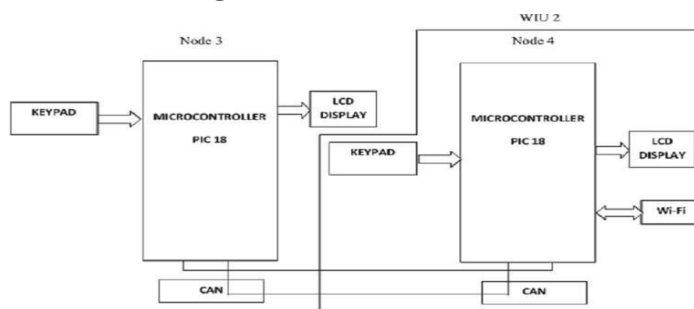 WIU 2
Node 3
Node 4
KEYPAD
MICROCONTROLLER
PIC 18
LCD
DISPLAY
KEYPAD
MICROCONTROLLER
PIC 18
LCD
DISPLAY
Wi-Fi
CAN
CAN